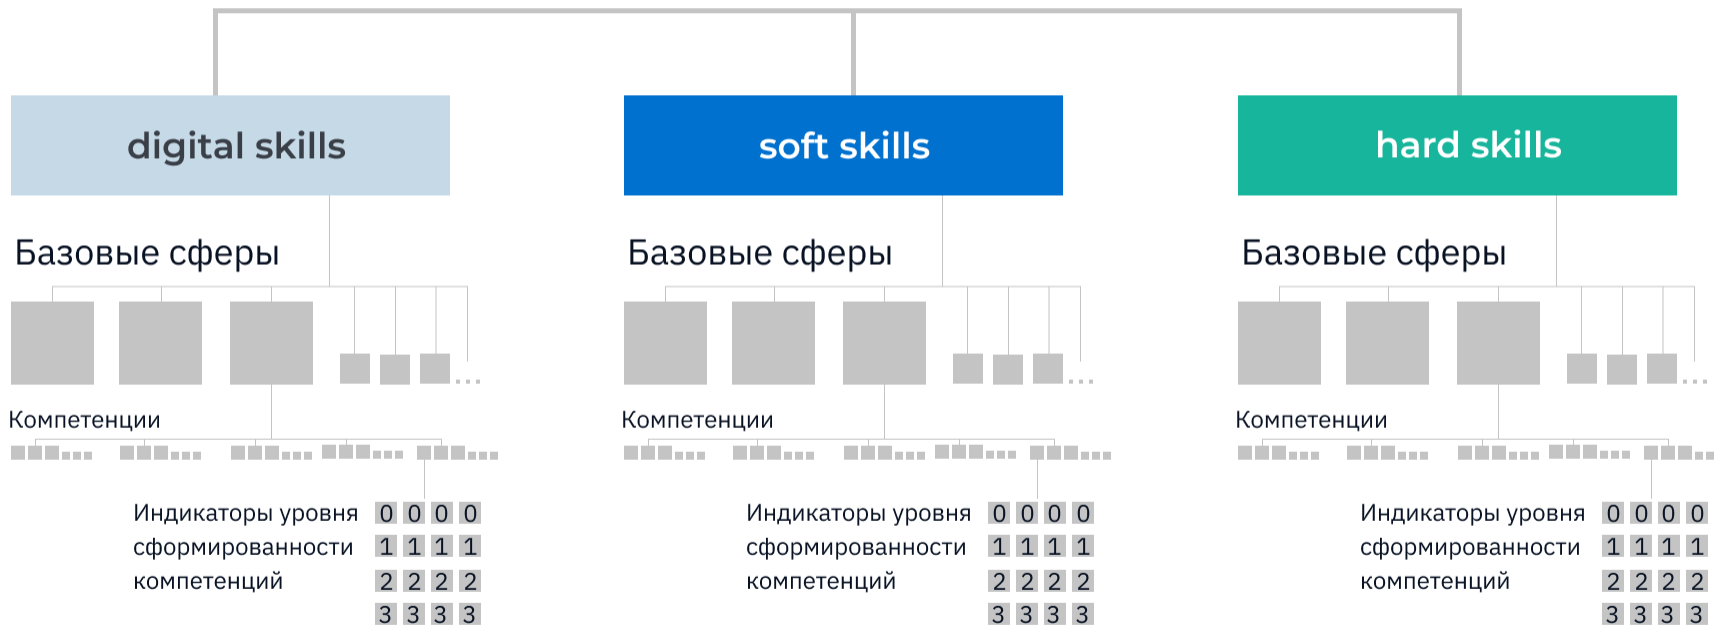 digital skills
Базовые сферы
Компетенции
Индикаторы уровня 0 0 0 0
сформированности 1 1 1 1
компетенций 2 2 2 2
3 3 3 3
soft skills
Базовые сферы
Компетенции
Индикаторы уровня 0 0 0 0
сформированности 1 1 1 1
компетенций 2 2 2 2
3 3 3 3
hard skills
Базовые сферы
Компетенции
Индикаторы уровня 0 0 0 0
сформированности 1 1 1 1
компетенций 2 2 2 2
3 3 3 3